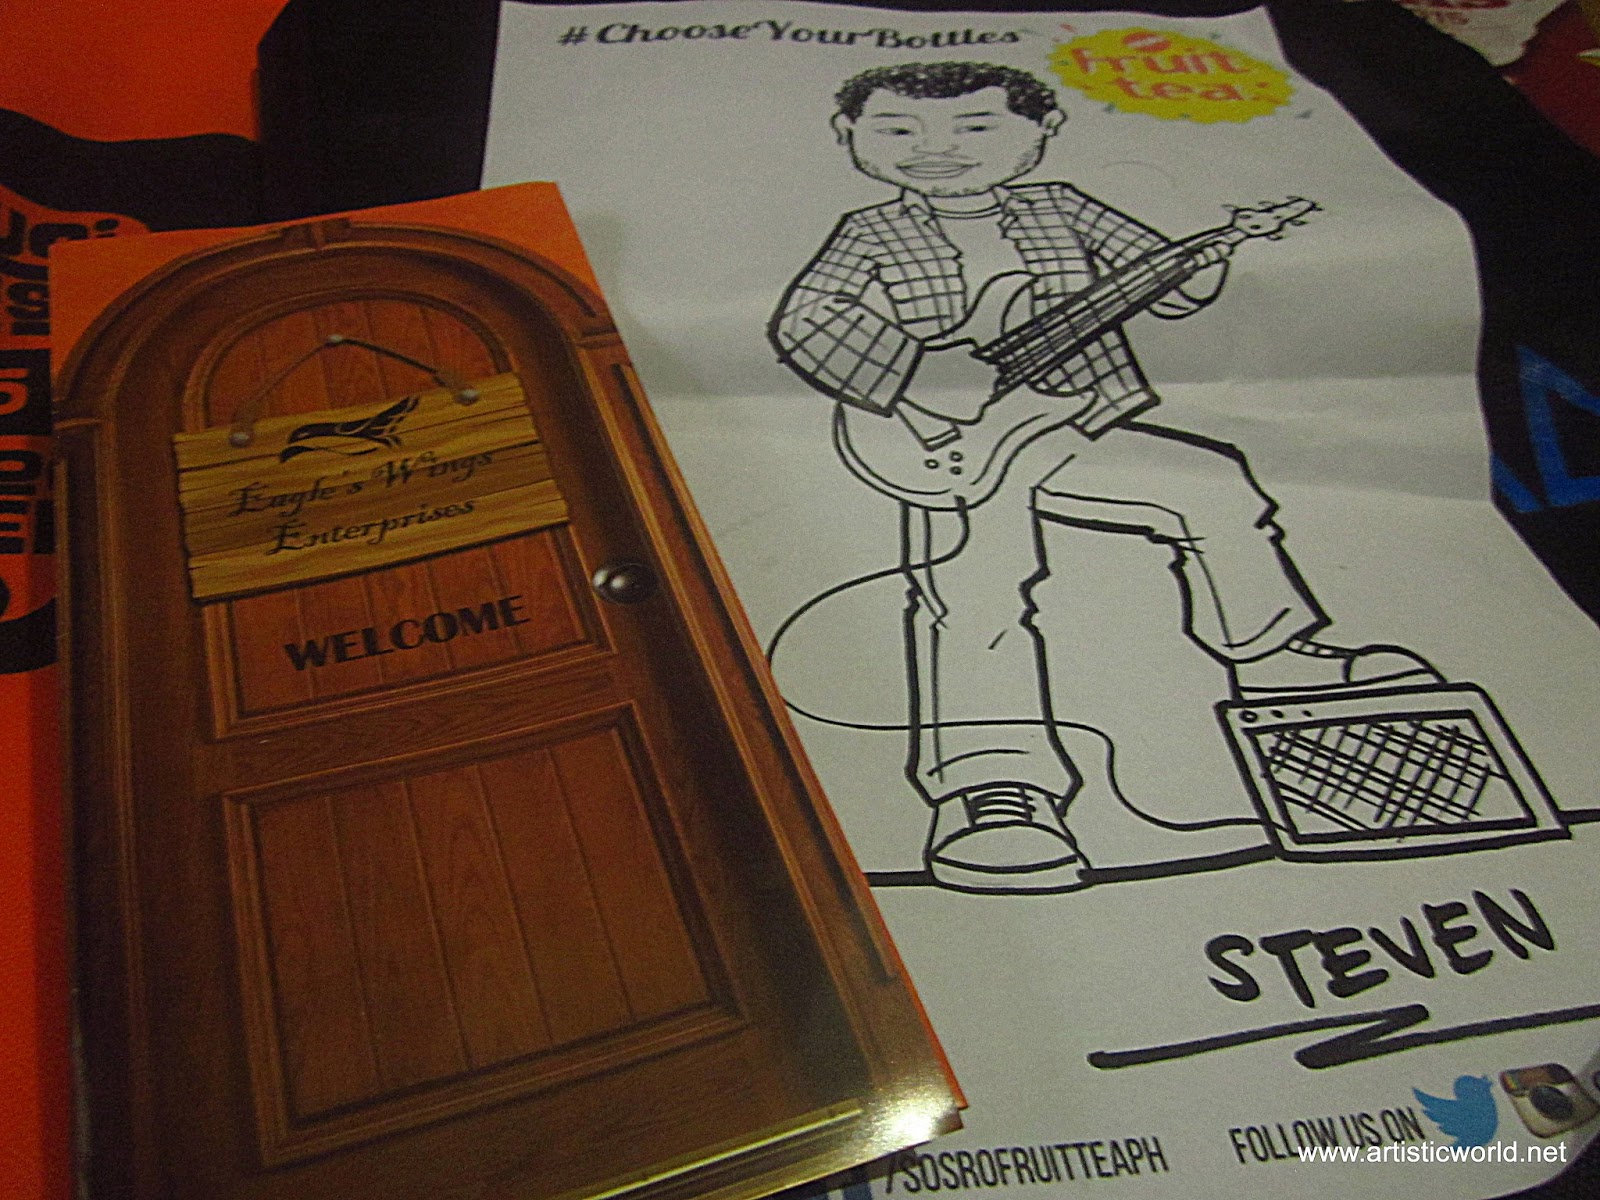 #ChooseYourBottles
fruit
tea
Eagle's Wings
Enterprises
WELCOME
STEVEN
/SOSROFRUITTEAPH
FOLLOW US ON
www.artisticworld.net